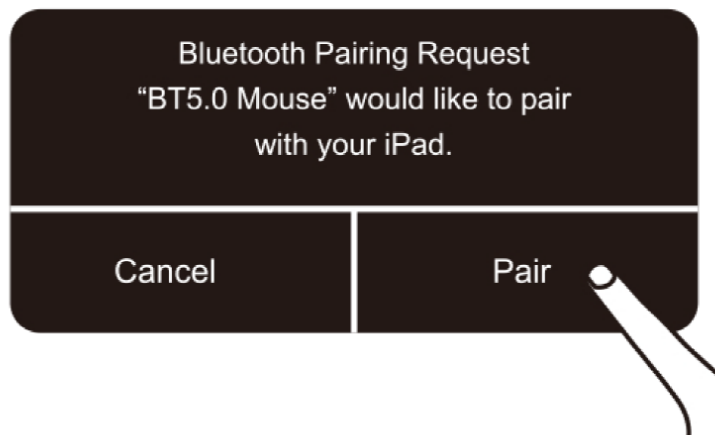 Bluetooth Pairing Request
“BT5.0 Mouse” would like to pair
with your iPad.
Cancel
Pair